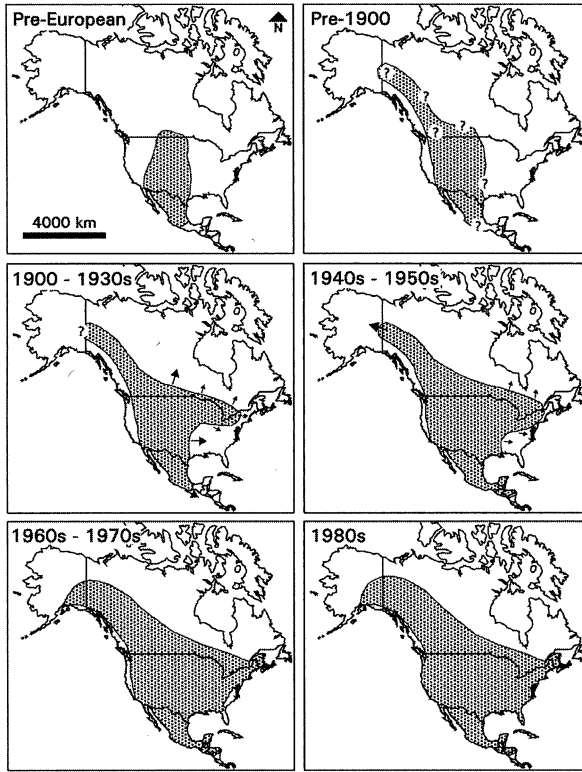 Pre-European
N
4000 km
Pre-1900
?
?
? ?
?
?
?
1900 - 1930s
?
1940s - 1950s
1960s - 1970s
1980s